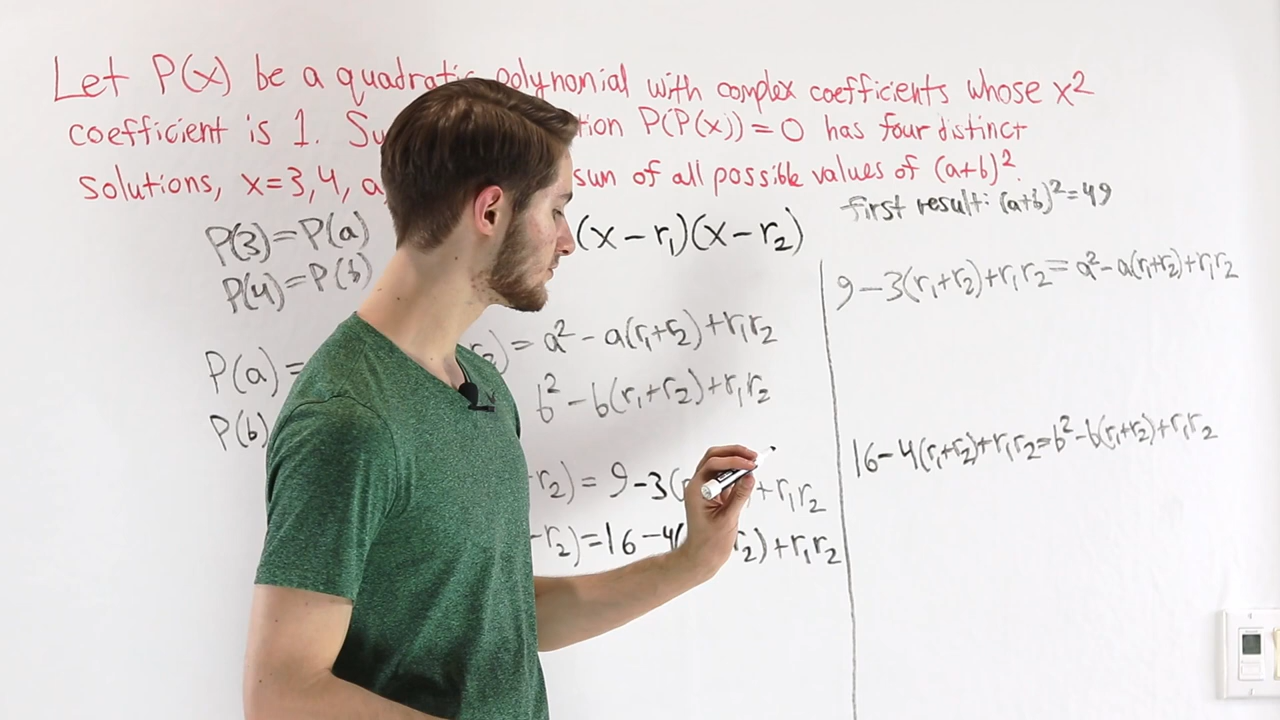 Let P(x) be a quadratic polynomial with complex coefficients whose x²
coefficient is 1. P(P(x))=0 has four distinct
solutions, x=3,4, sum of all possible values of (a+b)²?
first result: (a+b)²=49
P(3)=P(a)
P(4)=P(b)
(x-r₁)(x-r₂)
P(a)= r₂)=a²-a(r₁+r₂)+r₁r₂
P(b) b²-b(r₁+r₂)+r₁r₂
-r₂)=9-3( +r₁r₂
-r₂)=16-4( r₂)+r₁r₂
9-3(r₁+r₂)+r₁r₂=a²-a(r₁+r₂)+r₁r₂
16-4(r₁+r₂)+r₁r₂=b²-b(r₁+r₂)+r₁r₂